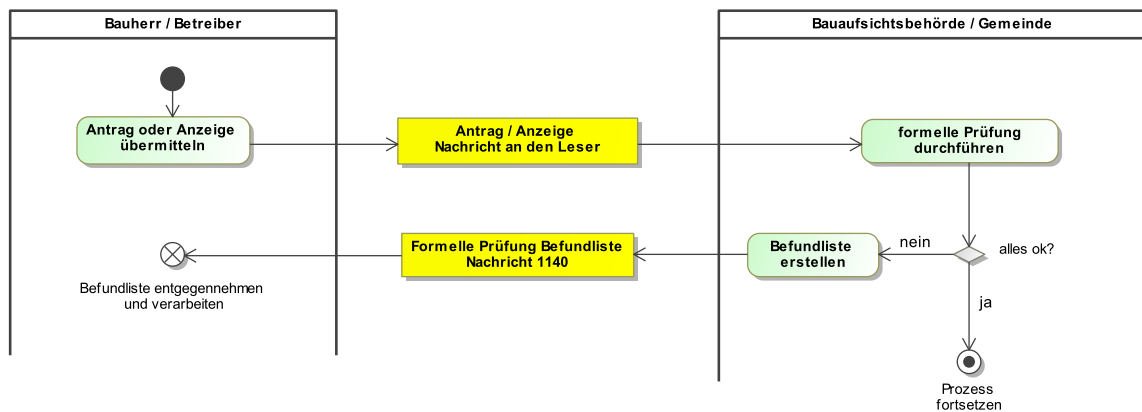 Bauherr / Betreiber
Bauaufsichtsbehörde / Gemeinde
Antrag oder Anzeige
übermitteln
Antrag / Anzeige
Nachricht an den Leser
formelle Prüfung
durchführen
Formelle Prüfung Befundliste
Nachricht 1140
Befundliste
erstellen
nein
alles ok?
Befundliste entgegennehmen
und verarbeiten
ja
Prozess
fortsetzen